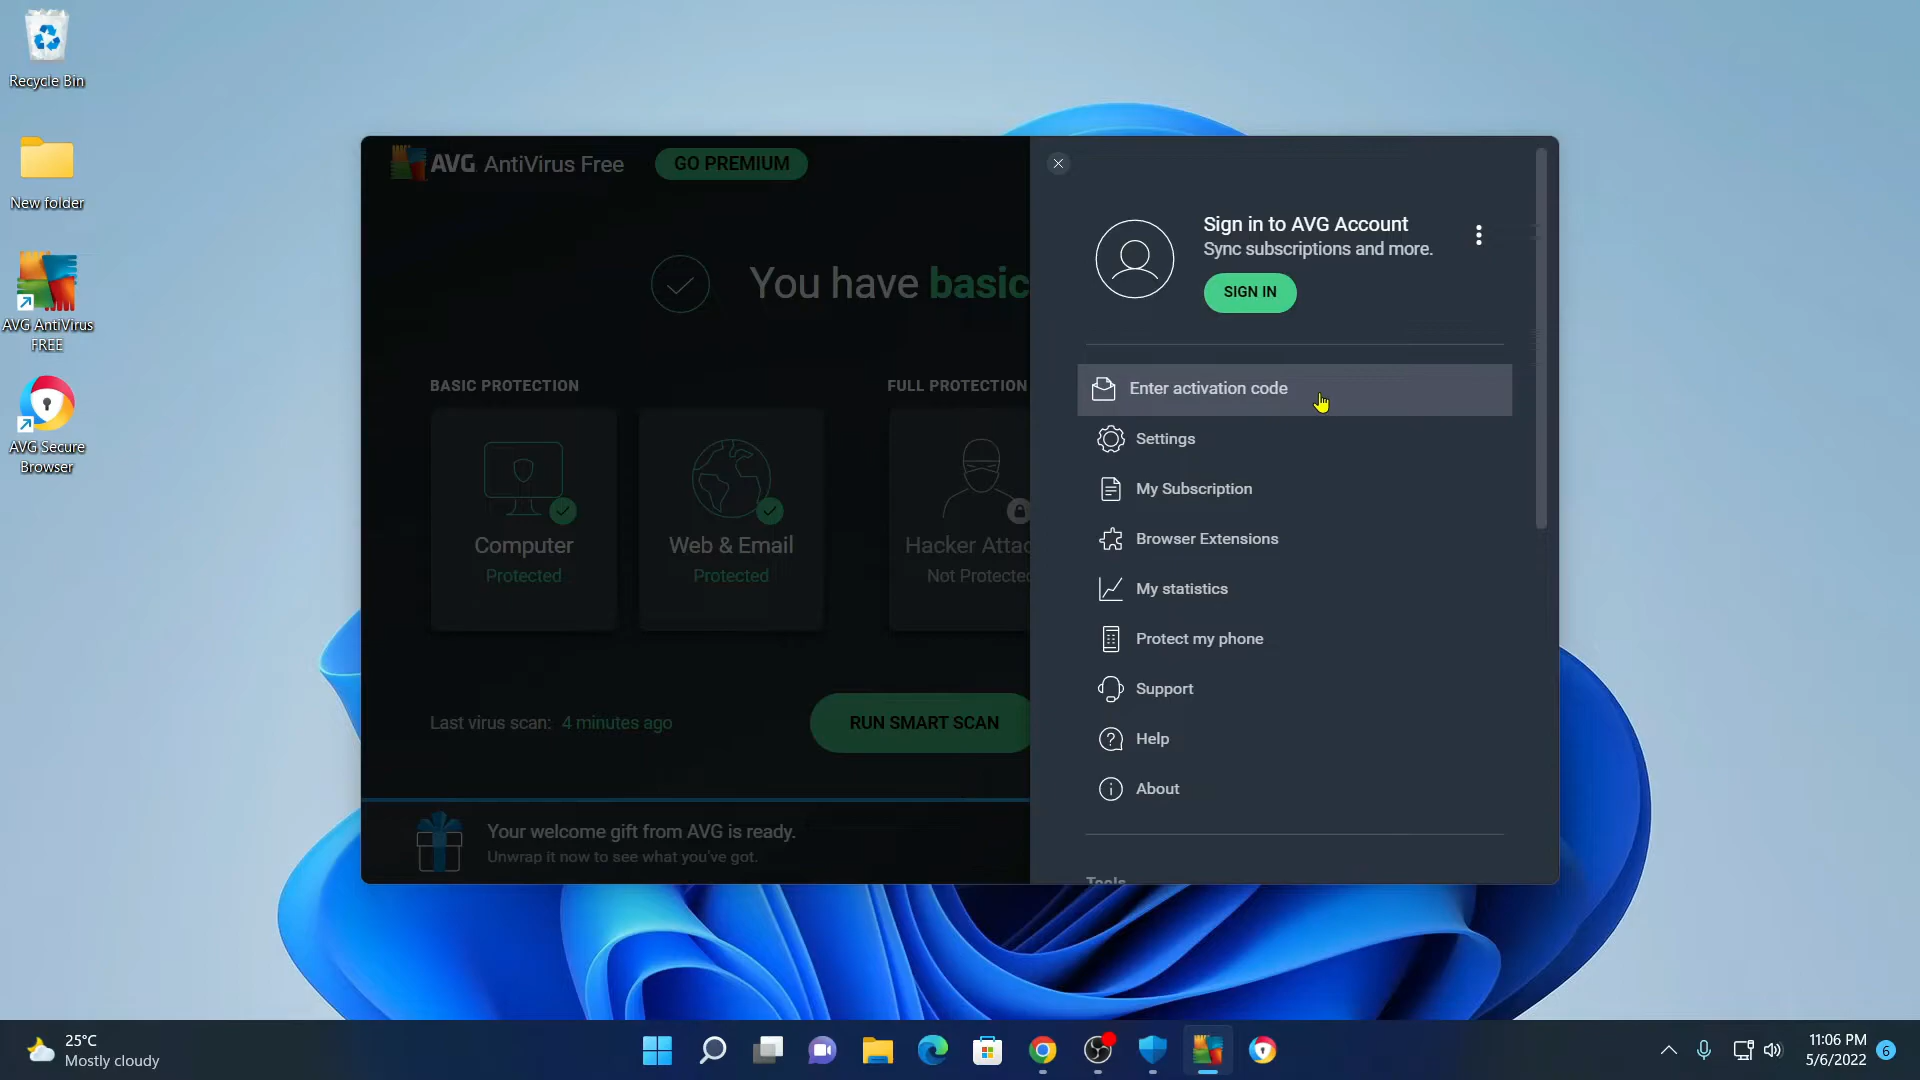 Recycle Bin
New folder
AVG AntiVirus
FREE
AVG Secure
Browser
AVG AntiVirus Free
GO PREMIUM
You have basic
BASIC PROTECTION
FULL PROTECTION
Computer
Protected
Web & Email
Protected
Hacker Attac
Not Protected
Last virus scan: 4 minutes ago
RUN SMART SCAN
Your welcome gift from AVG is ready.
Unwrap it now to see what you've got.
Sign in to AVG Account
Sync subscriptions and more.
SIGN IN
Enter activation code
Settings
My Subscription
Browser Extensions
My statistics
Protect my phone
Support
Help
About
Tools
25°C
Mostly cloudy
11:06 PM
5/6/2022
6